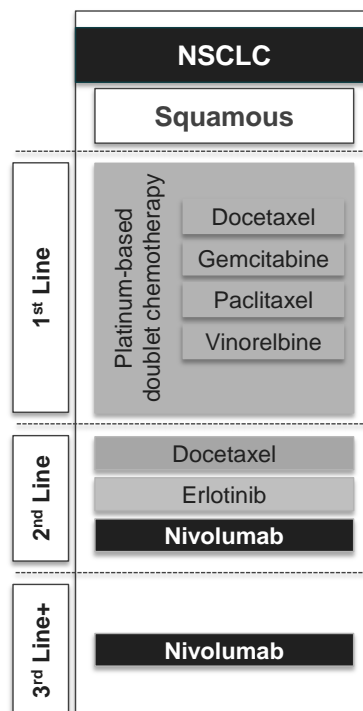 NSCLC
Squamous
1st Line
Platinum-based
doublet chemotherapy
Docetaxel
Gemcitabine
Paclitaxel
Vinorelbine
2nd Line
Docetaxel
Erlotinib
Nivolumab
3rd Line+
Nivolumab